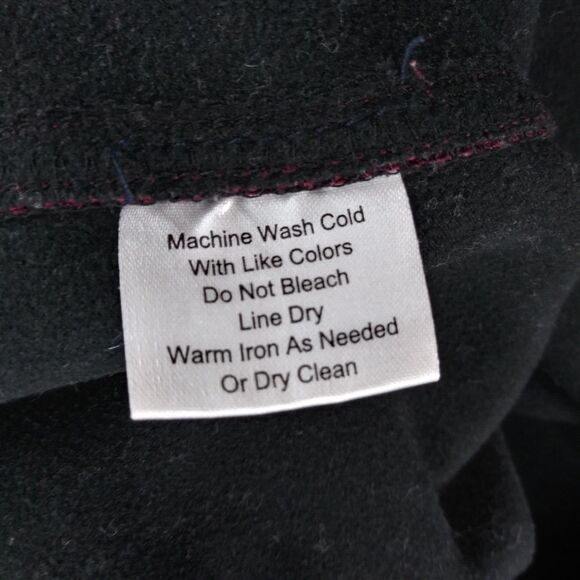 Machine Wash Cold
With Like Colors
Do Not Bleach
Line Dry
Warm Iron As Needed
Or Dry Clean